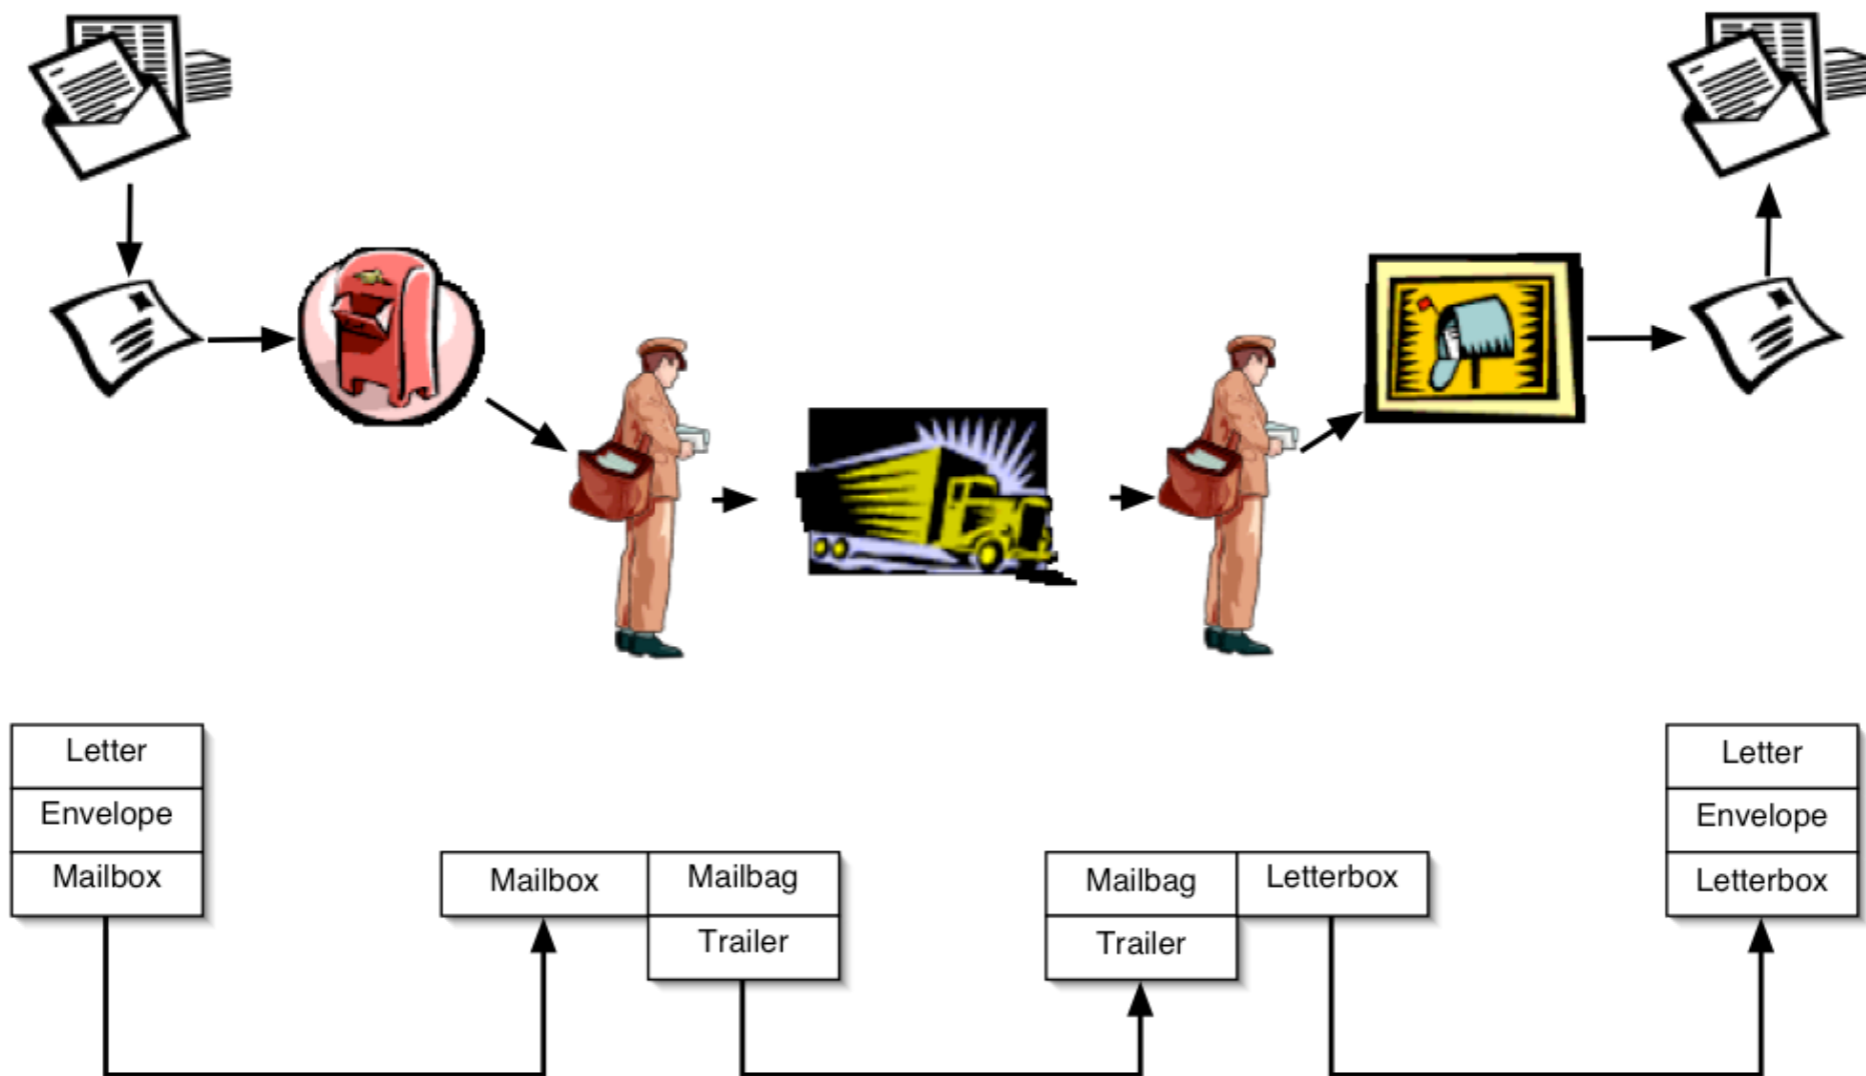 Letter
Envelope
Mailbox
Mailbox
Mailbag
Trailer
Mailbag
Letterbox
Trailer
Letter
Envelope
Letterbox